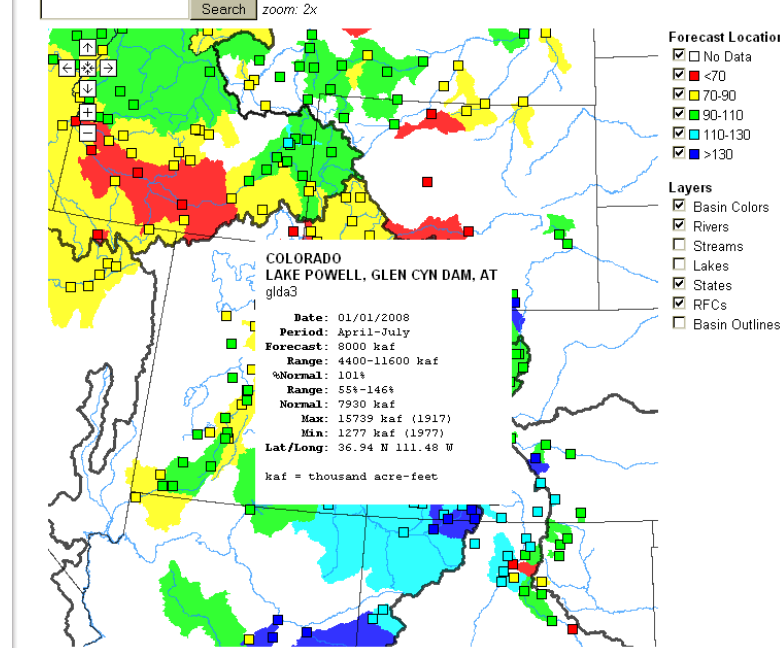 Search zoom: 2x
Forecast Location
No Data
<70
70-90
90-110
110-130
>130
Layers
Basin Colors
Rivers
Streams
Lakes
States
RFCs
Basin Outlines
COLORADO
LAKE POWELL, GLEN CYN DAM, AT
glda3
Date: 01/01/2008
Period: April-July
Forecast: 8000 kaf
Range: 4400-11600 kaf
%Normal: 101%
Range: 55%-146%
Normal: 7930 kaf
Max: 15739 kaf (1917)
Min: 1277 kaf (1977)
Lat/Long: 36.94 N 111.48 W
kaf = thousand acre-feet